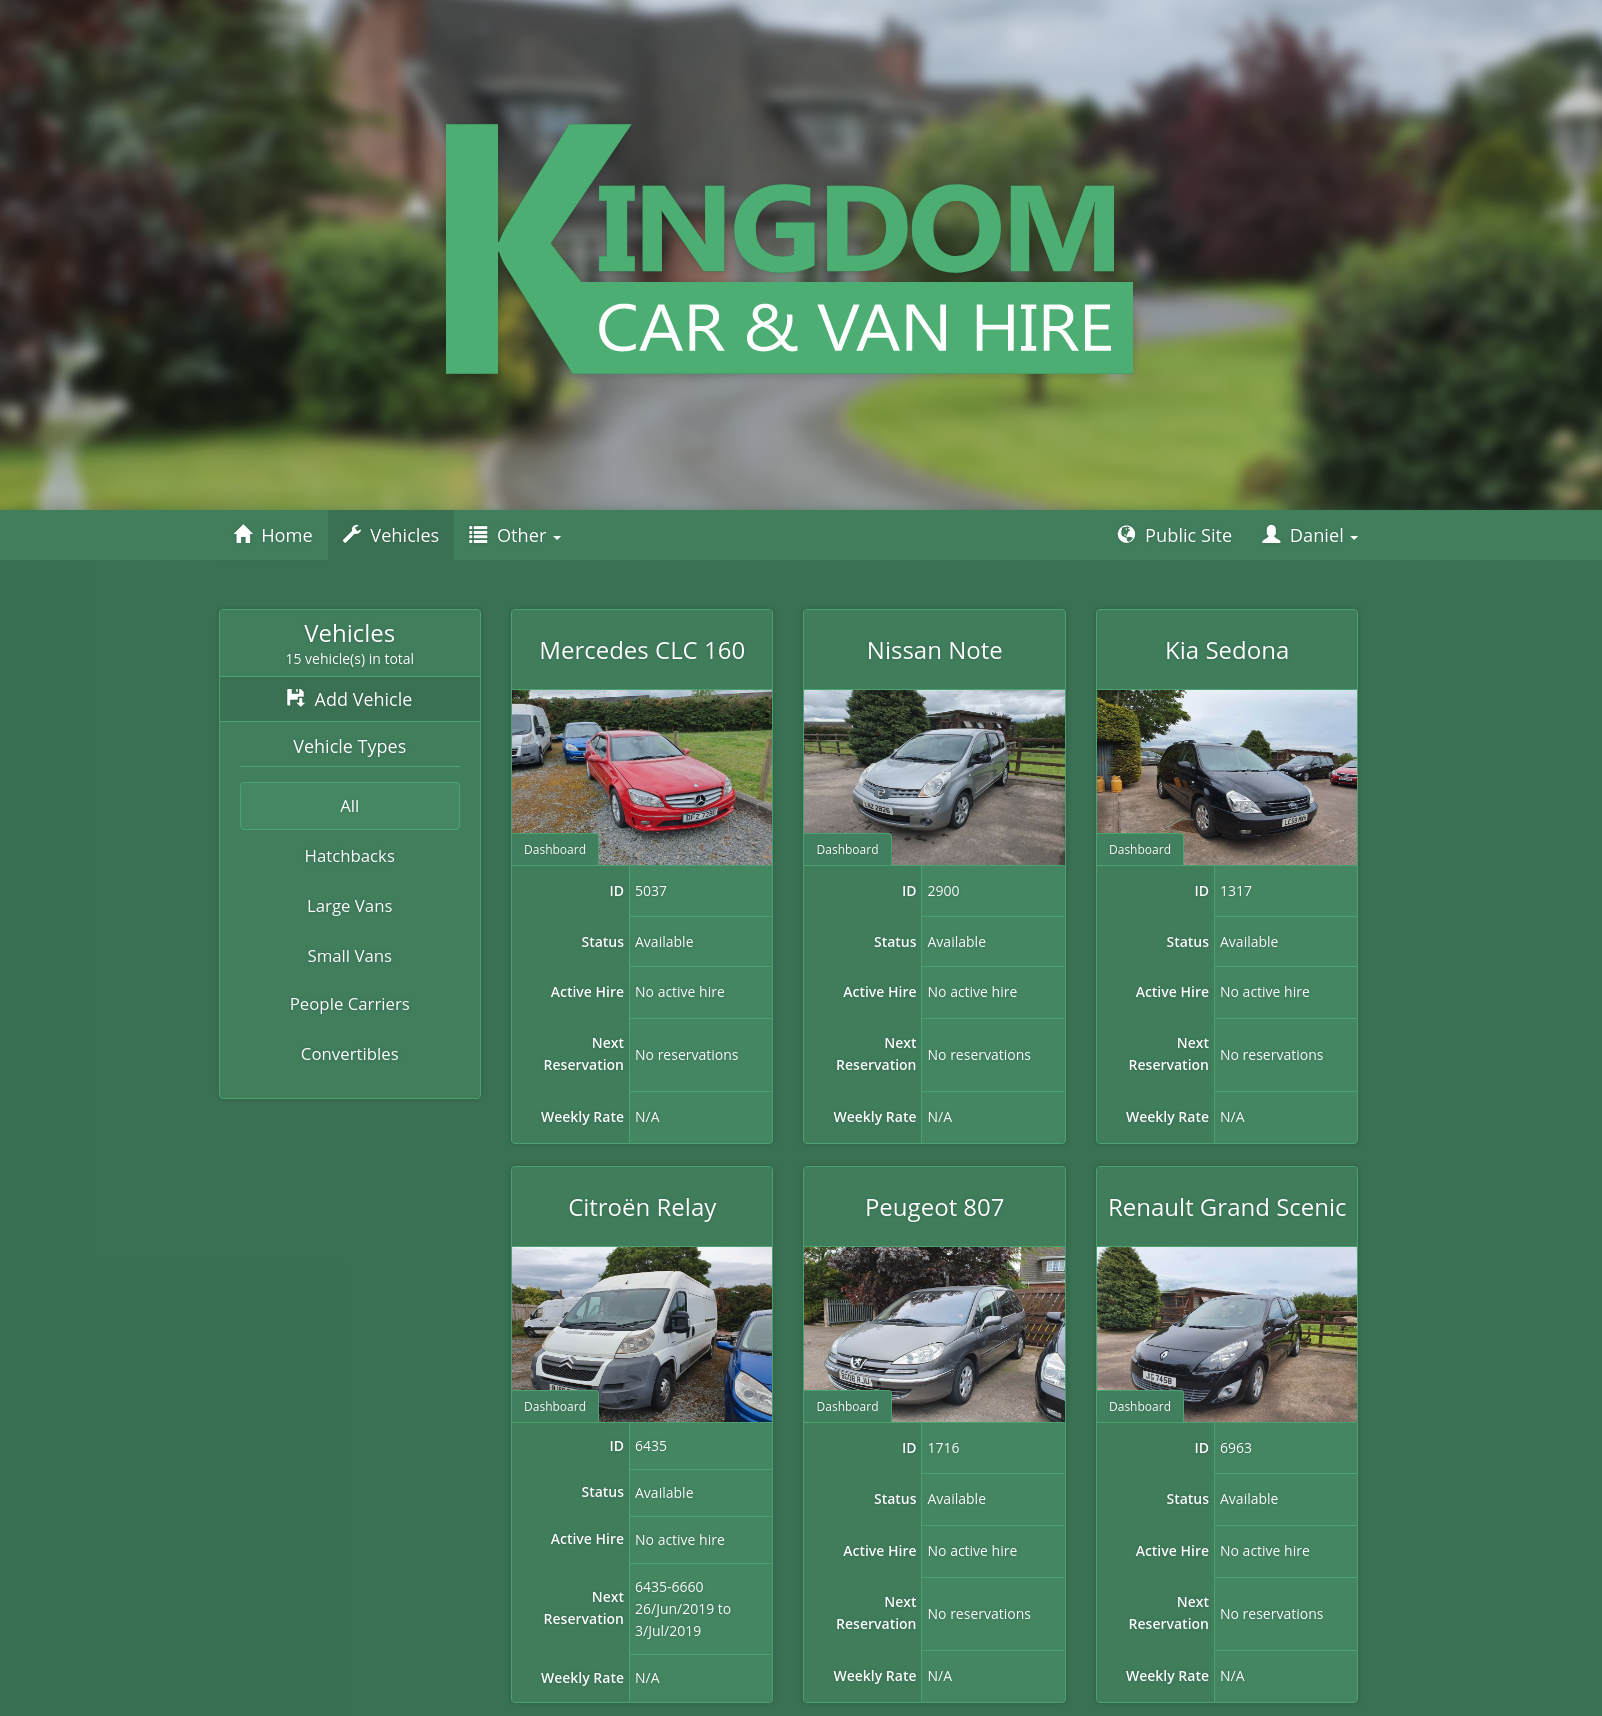 KINGDOM
CAR & VAN HIRE
Home
Vehicles
Other
Public Site
Daniel
Vehicles
15 vehicle(s) in total
Add Vehicle
Vehicle Types
All
Hatchbacks
Large Vans
Small Vans
People Carriers
Convertibles
Mercedes CLC 160
Dashboard
ID 5037
Status Available
Active Hire No active hire
Next
Reservation
No reservations
Weekly Rate N/A
Nissan Note
Dashboard
ID 2900
Status Available
Active Hire No active hire
Next
Reservation
No reservations
Weekly Rate N/A
Kia Sedona
Dashboard
ID 1317
Status Available
Active Hire No active hire
Next
Reservation
No reservations
Weekly Rate N/A
Citroën Relay
Dashboard
ID 6435
Status Available
Active Hire No active hire
Next
Reservation
6435-6660
26/Jun/2019 to
3/Jul/2019
Weekly Rate N/A
Peugeot 807
Dashboard
ID 1716
Status Available
Active Hire No active hire
Next
Reservation
No reservations
Weekly Rate N/A
Renault Grand Scenic
JIG 7458
Dashboard
ID 6963
Status Available
Active Hire No active hire
Next
Reservation
No reservations
Weekly Rate N/A